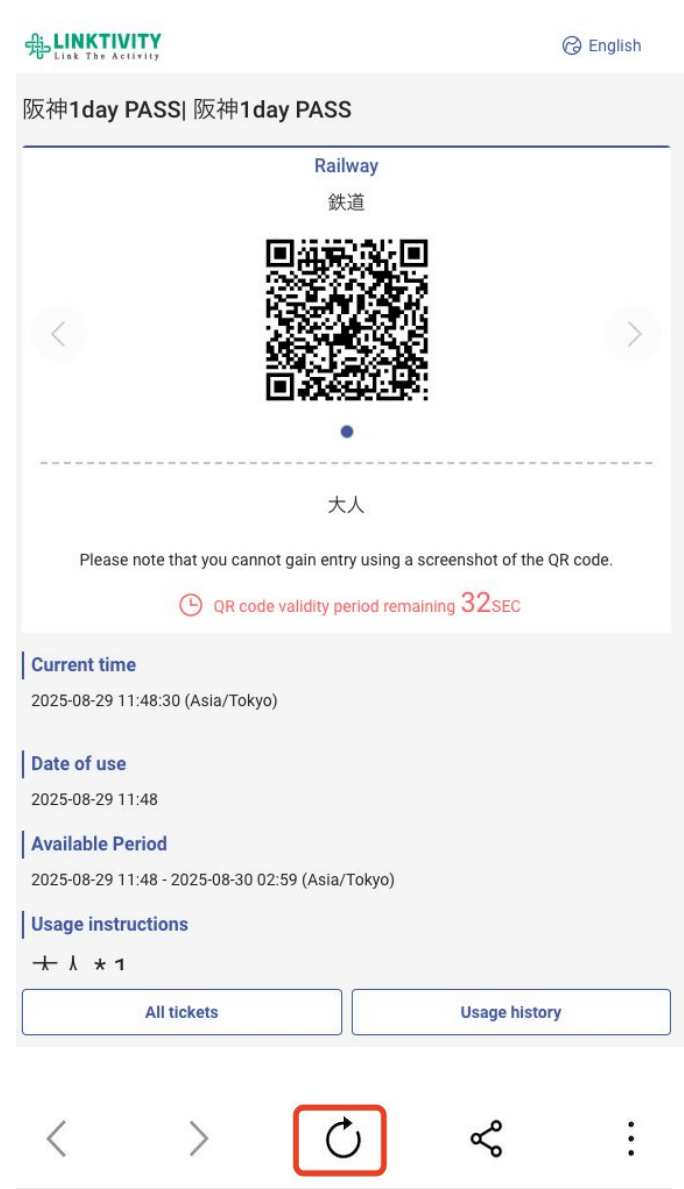 LINKTIVITY
Link The Activity
English
阪神1day PASS| 阪神1day PASS
Railway
鉄道
大人
Please note that you cannot gain entry using a screenshot of the QR code.
QR code validity period remaining 32SEC
Current time
2025-08-29 11:48:30 (Asia/Tokyo)
Date of use
2025-08-29 11:48
Available Period
2025-08-29 11:48 - 2025-08-30 02:59 (Asia/Tokyo)
Usage instructions
大人 * 1
All tickets
Usage history